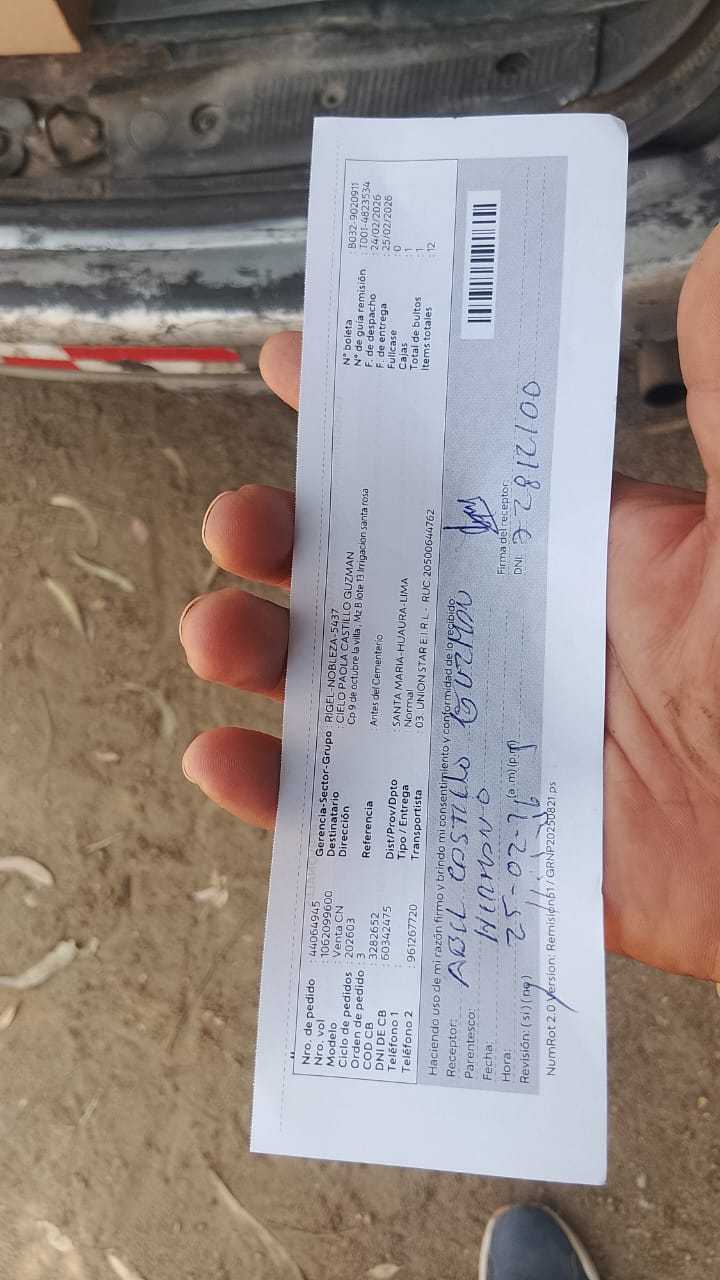 Nro. de pedido : 44064945
Nro. vol : 1062099600
Modelo : Venta CN
Ciclo de pedidos : 202603
Orden de pedido : 3
COD CB : 3282652
DNI DE CB : 60342475
Teléfono 1 :
Teléfono 2 : 961267720
Gerencia-Sector-Grupo : RIGEL-NOBLEZA-5437
Destinatario : CIELO PAOLA CASTILLO GUZMAN
Dirección : Cp 9 de octubre la villa , Mz B lote 13 Irrigacion santa rosa
Referencia : Antes del Cementerio
Dist/Prov/Dpto : SANTA MARIA-HUAURA-LIMA
Tipo / Entrega : Normal
Transportista : 03. UNION STAR E.I.R.L - RUC 20500644762
N° boleta : B032-9020911
N° de guía remisión : T001-4823534
F. de despacho : 24/02/2026
F. de entrega : 25/02/2026
Fullcase : 0
Cajas : 1
Total de bultos : 1
Items totales : 12
Haciendo uso de mi razón firmo y brindo mi consentimiento y conformidad de lo recibido
Receptor: ABEL CASTILLO GUZMAN
Parentesco: HERMANO
Fecha 25-02-26
Hora: (a.m)(p.m)
Revisión: (si) (no)
Firma del receptor:
DNI:
NumRot 2.0 Version: Remision61 / GRNP20250821.ps